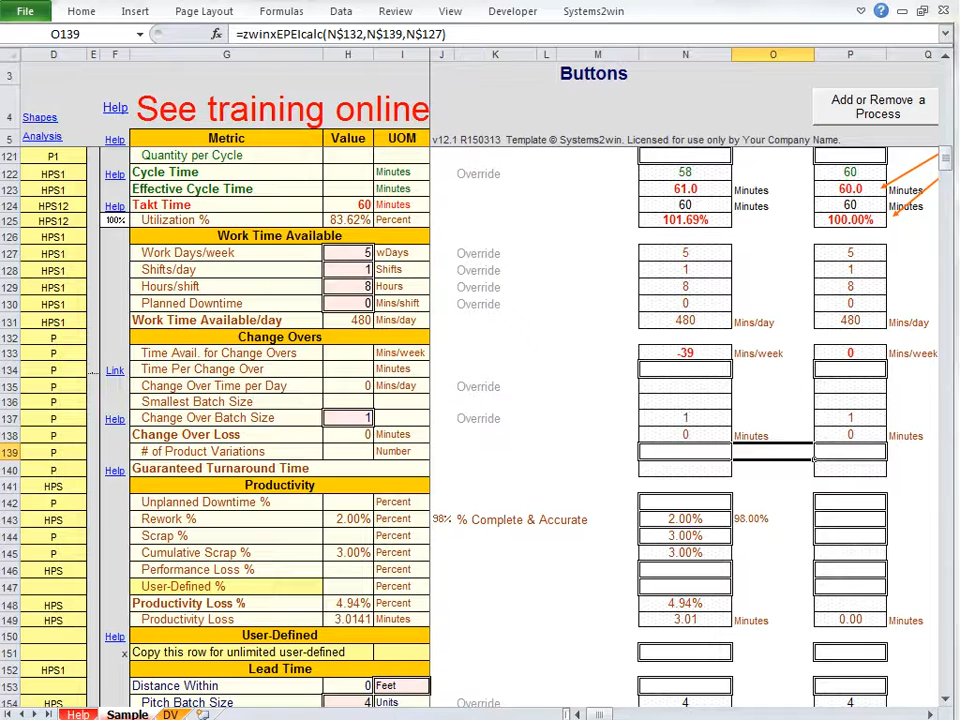 File Home Insert Page Layout Formulas Data Review View Developer Systems2win
O139 fx =zwinxEPEIcalc(N$132,N$139,N$127)
D E F G H I J K L M N O P Q
3 Buttons
4 Shapes Help See training online Add or Remove a Process
5 Analysis Help Metric Value UOM v12.1 R150313 Template © Systems2win. Licensed for use only by Your Company Name.
121 P1 Quantity per Cycle
122 HPS1 Help Cycle Time Minutes Override 58 60
123 HPS1 Effective Cycle Time Minutes 61.0 Minutes 60.0 Minutes
124 HPS12 Help Takt Time 60 Minutes 60 Minutes 60 Minutes
125 HPS12 100% Utilization % 83.62% Percent 101.69% 100.00%
126 HPS1 Work Time Available
127 HPS1 Work Days/week 5 wDays Override 5 5
128 HPS1 Shifts/day 1 Shifts Override 1 1
129 HPS1 Hours/shift 8 Hours Override 8 8
130 HPS1 Planned Downtime 0 Mins/shift Override 0 0
131 HPS1 Work Time Available/day 480 Mins/day 480 Mins/day 480 Mins/day
132 P Change Overs
133 P Time Avail. for Change Overs Mins/week -39 Mins/week 0 Mins/week
134 P Link Time Per Change Over Minutes
135 P Change Over Time per Day 0 Mins/day Override
136 P Smallest Batch Size
137 P Help Change Over Batch Size 1 Override 1 1
138 P Change Over Loss 0 Minutes 0 Minutes 0 Minutes
139 P # of Product Variations Number
140 P Help Guaranteed Turnaround Time
141 HPS Productivity
142 P Unplanned Downtime % Percent
143 HPS Rework % 2.00% Percent 98% % Complete & Accurate 2.00% 98.00%
144 P Scrap % Percent 3.00%
145 P Cumulative Scrap % 3.00% Percent 3.00%
146 HPS Performance Loss % Percent
147 User-Defined % Percent
148 HPS Productivity Loss % 4.94% Percent 4.94%
149 HPS Productivity Loss 3.0141 Minutes 3.01 Minutes 0.00 Minutes
150 Help User-Defined
151 x Copy this row for unlimited user-defined
152 HPS1 Lead Time
153 Distance Within 0 Feet
154 HPS Pitch Batch Size 4 Units Override 4 4
Help Sample DV